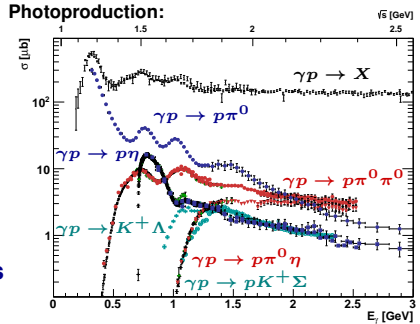 Photoproduction:
√s [GeV]
1 1.5 2 2.5
σ [μb]
γp → X
10²
γp → pπ⁰
γp → pη
10
γp → pπ⁰π⁰
γp → K⁺Λ
1
γp → pπ⁰η
s
γp → pK⁺Σ
0 0.5 1 1.5 2 2.5 3
E_γ [GeV]